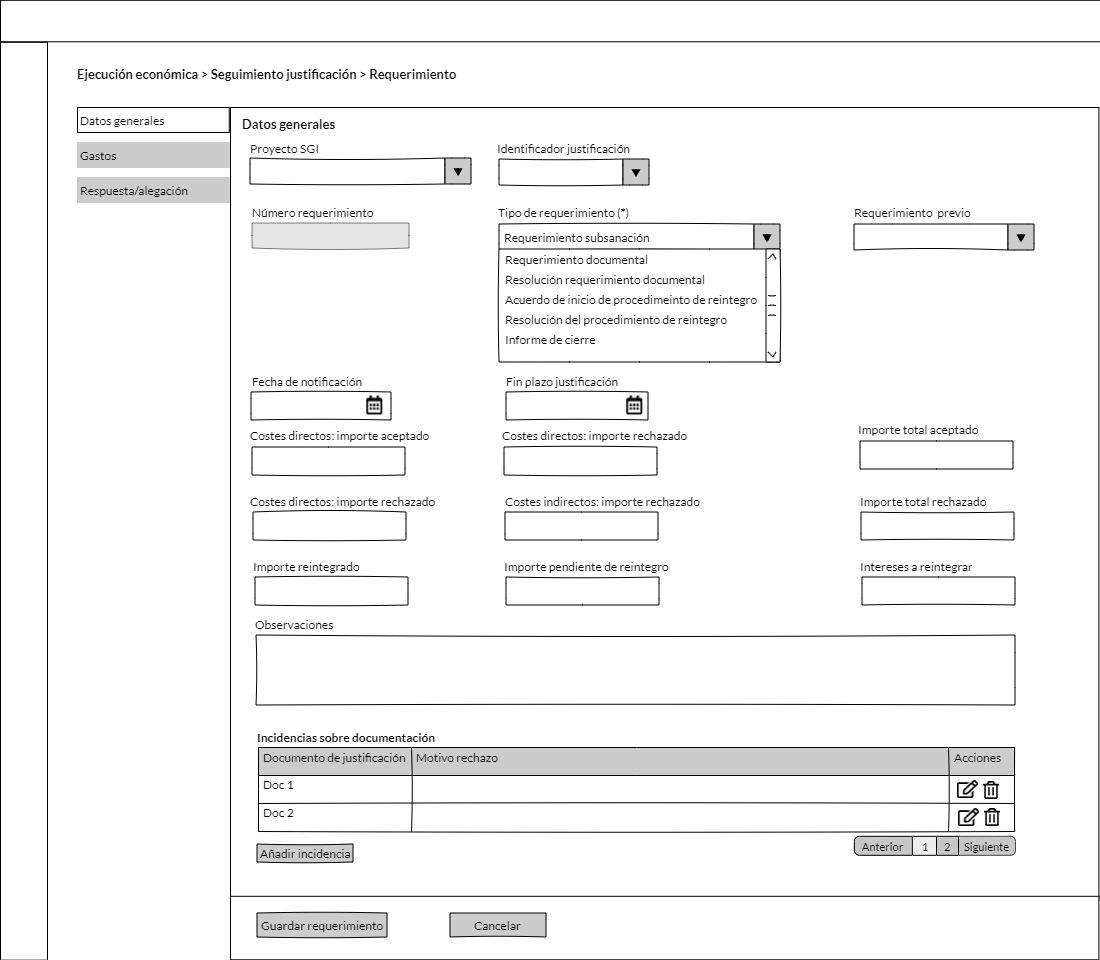 Ejecución económica > Seguimiento justificación > Requerimiento
Datos generales
Gastos
Respuesta/alegación
Datos generales
Proyecto SGI
Identificador justificación
Número requerimiento
Tipo de requerimiento (*)
Requerimiento previo
Requerimiento subsanación
Requerimiento documental
Resolución requerimiento documental
Acuerdo de inicio de procedimeinto de reintegro
Resolución del procedimiento de reintegro
Informe de cierre
Fecha de notificación
Fin plazo justificación
Costes directos: importe aceptado
Costes directos: importe rechazado
Importe total aceptado
Costes directos: importe rechazado
Costes indirectos: importe rechazado
Importe total rechazado
Importe reintegrado
Importe pendiente de reintegro
Intereses a reintegrar
Observaciones
Incidencias sobre documentación
Documento de justificación
Motivo rechazo
Acciones
Doc 1
Doc 2
Anterior 1 2 Siguiente
Añadir incidencia
Guardar requerimiento
Cancelar